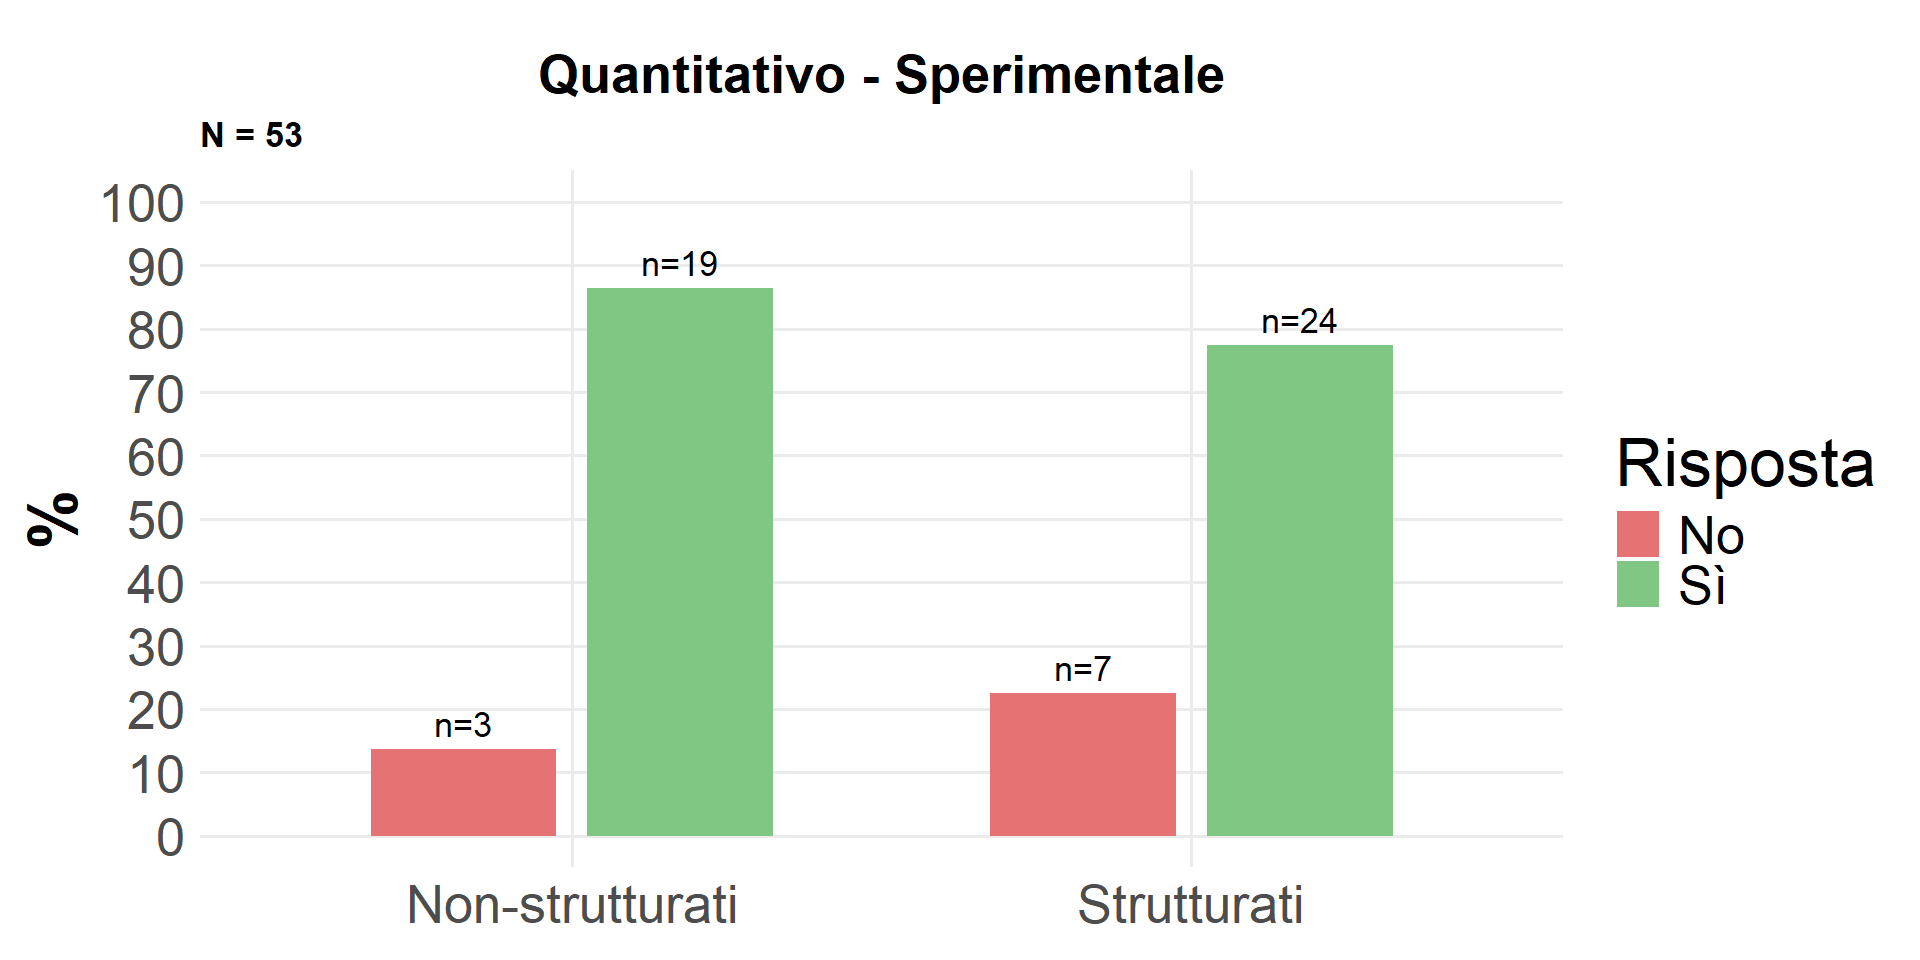 Quantitativo - Sperimentale
N = 53
100
90
80
70
60
50
40
30
20
10
0
%
n=3
n=19
n=7
n=24
Non-strutturati
Strutturati
Risposta
No
Sì